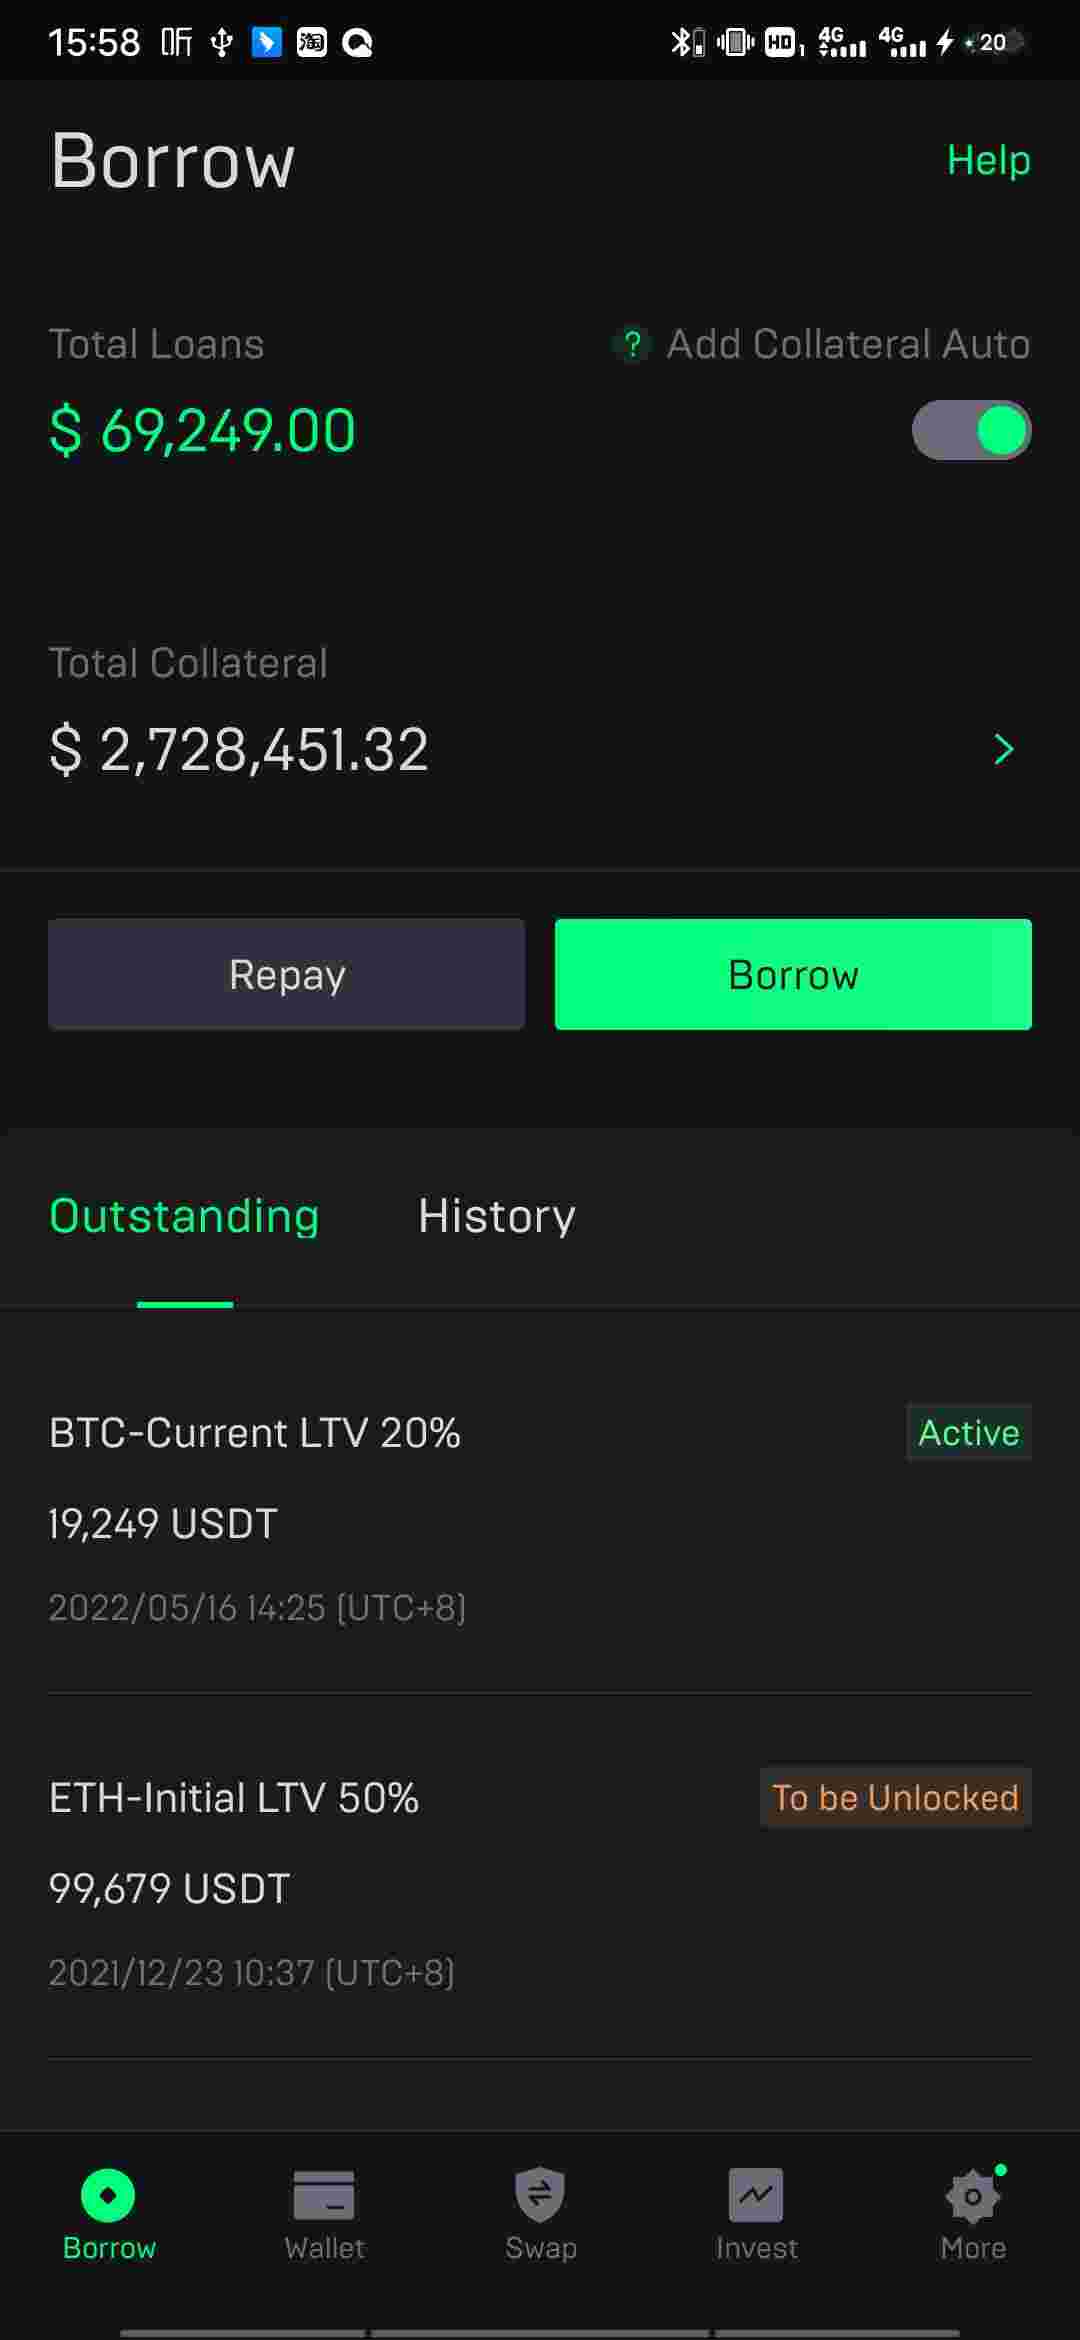 15:58 听 淘 HD 1 4G 4G 20
Borrow
Help
Total Loans
? Add Collateral Auto
$ 69,249.00
Total Collateral
$ 2,728,451.32
Repay
Borrow
Outstanding
History
BTC-Current LTV 20%
Active
19,249 USDT
2022/05/16 14:25 (UTC+8)
ETH-Initial LTV 50%
To be Unlocked
99,679 USDT
2021/12/23 10:37 (UTC+8)
Borrow
Wallet
Swap
Invest
More